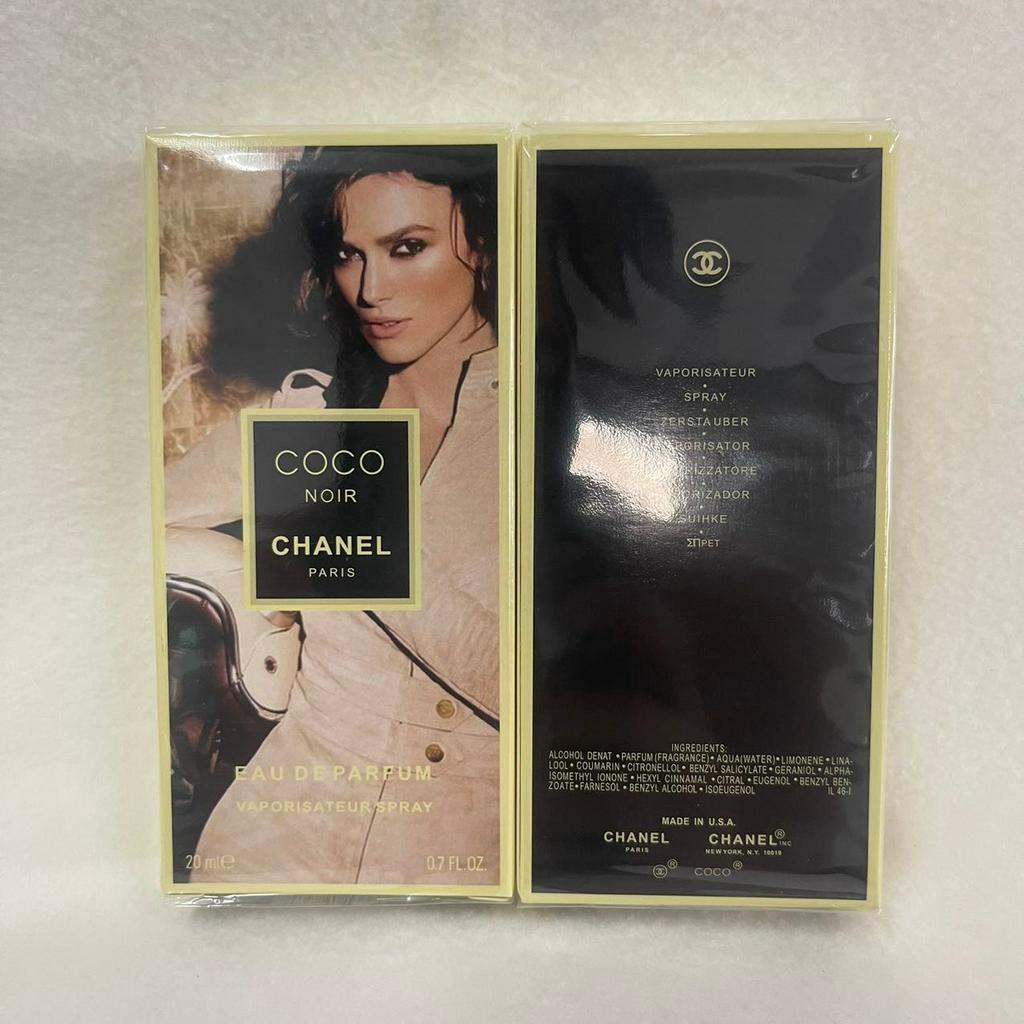 COCO
NOIR
CHANEL
PARIS
EAU DE PARFUM
VAPORISATEUR SPRAY
20 ml℮
0.7 FL.OZ.
VAPORISATEUR
•
SPRAY
•
ZERSTAUBER
•
•
•
•
SUIHKE
•
ΣΠΡΕΤ
INGREDIENTS:
ALCOHOL DENAT • PARFUM (FRAGRANCE) • AQUA(WATER) • LIMONENE • LINA-
LOOL • COUMARIN • CITRONELLOL • BENZYL SALICYLATE • GERANIOL • ALPHA-
ISOMETHYL IONONE • HEXYL CINNAMAL • CITRAL • EUGENOL • BENZYL BEN-
ZOATE • FARNESOL • BENZYL ALCOHOL • ISOEUGENOL IL 46-I
MADE IN U.S.A.
CHANEL
PARIS
CHANEL® INC
NEW YORK, N.Y. 10019
® COCO ®